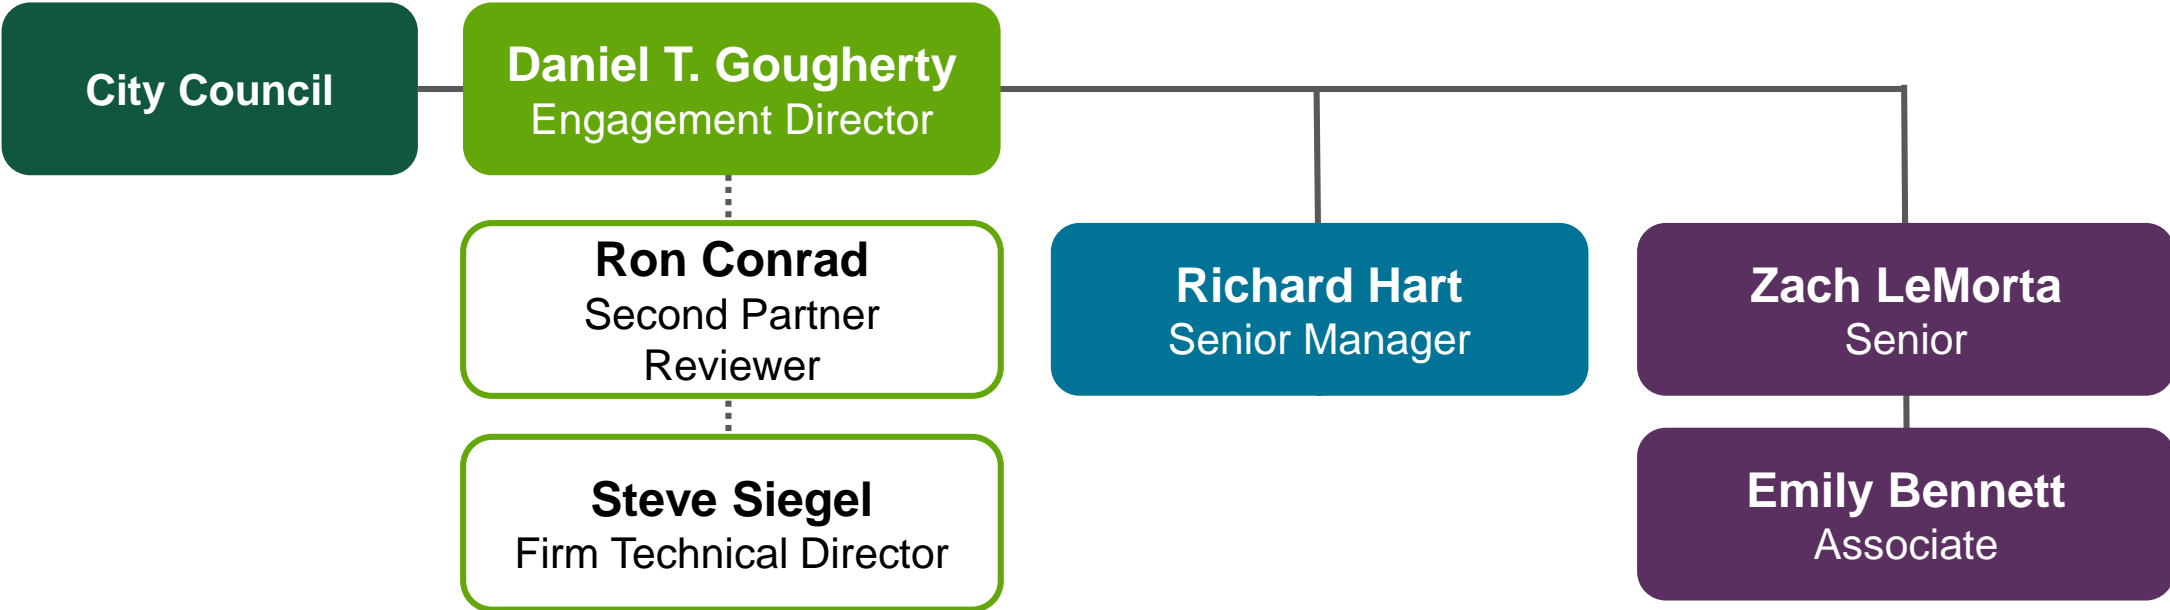 City Council
Daniel T. Gougherty
Engagement Director
Ron Conrad
Second Partner
Reviewer
Richard Hart
Senior Manager
Zach LeMorta
Senior
Steve Siegel
Firm Technical Director
Emily Bennett
Associate